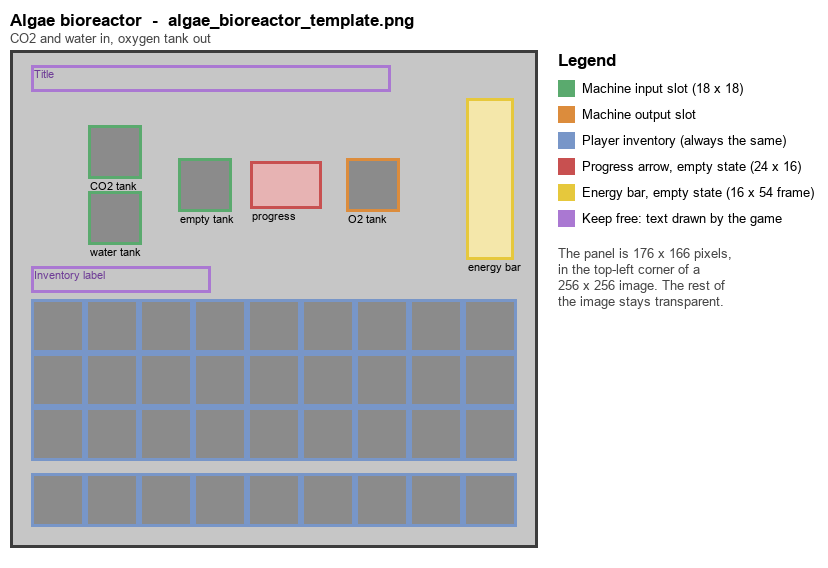 Algae bioreactor  -  algae_bioreactor_template.png
CO2 and water in, oxygen tank out
Title
CO2 tank
water tank
empty tank
progress
O2 tank
energy bar
Inventory label
Legend
Machine input slot (18 x 18)
Machine output slot
Player inventory (always the same)
Progress arrow, empty state (24 x 16)
Energy bar, empty state (16 x 54 frame)
Keep free: text drawn by the game
The panel is 176 x 166 pixels,
in the top-left corner of a
256 x 256 image. The rest of
the image stays transparent.